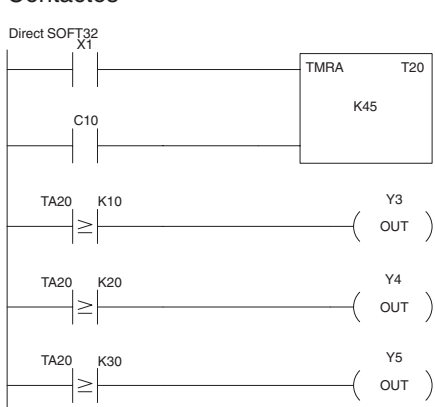 Contactos
Direct SOFT32
X1
TMRA T20
K45
C10
TA20 K10 Y3
≥ OUT
TA20 K20 Y4
≥ OUT
TA20 K30 Y5
≥ OUT